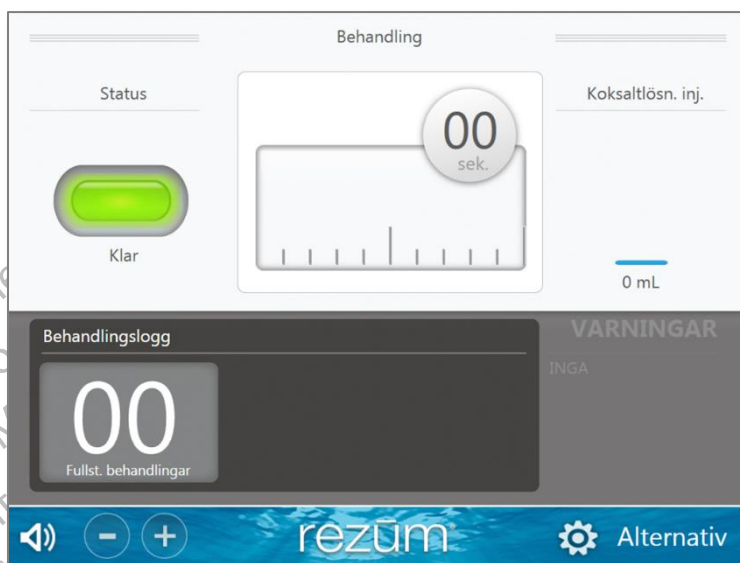 Behandling
Status
Koksaltlösn. inj.
00
sek.
Klar
0 mL
Behandlingslogg
VARNINGAR
INGA
00
Fullst. behandlingar
rezūm
Alternativ